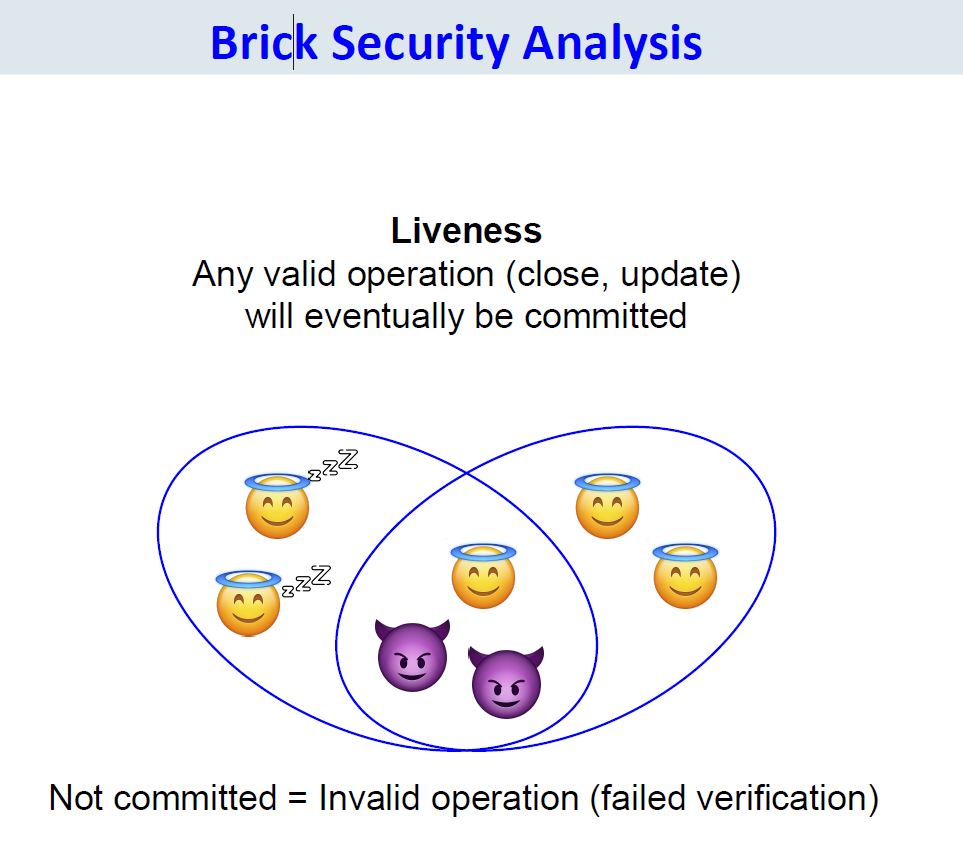 Brick Security Analysis
Liveness
Any valid operation (close, update)
will eventually be committed
zzZ
zzZ
Not committed = Invalid operation (failed verification)